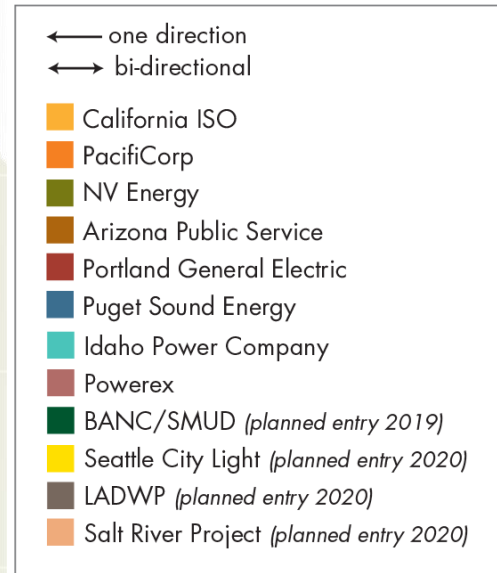 one direction
bi-directional
California ISO
PacifiCorp
NV Energy
Arizona Public Service
Portland General Electric
Puget Sound Energy
Idaho Power Company
Powerex
BANC/SMUD (planned entry 2019)
Seattle City Light (planned entry 2020)
LADWP (planned entry 2020)
Salt River Project (planned entry 2020)